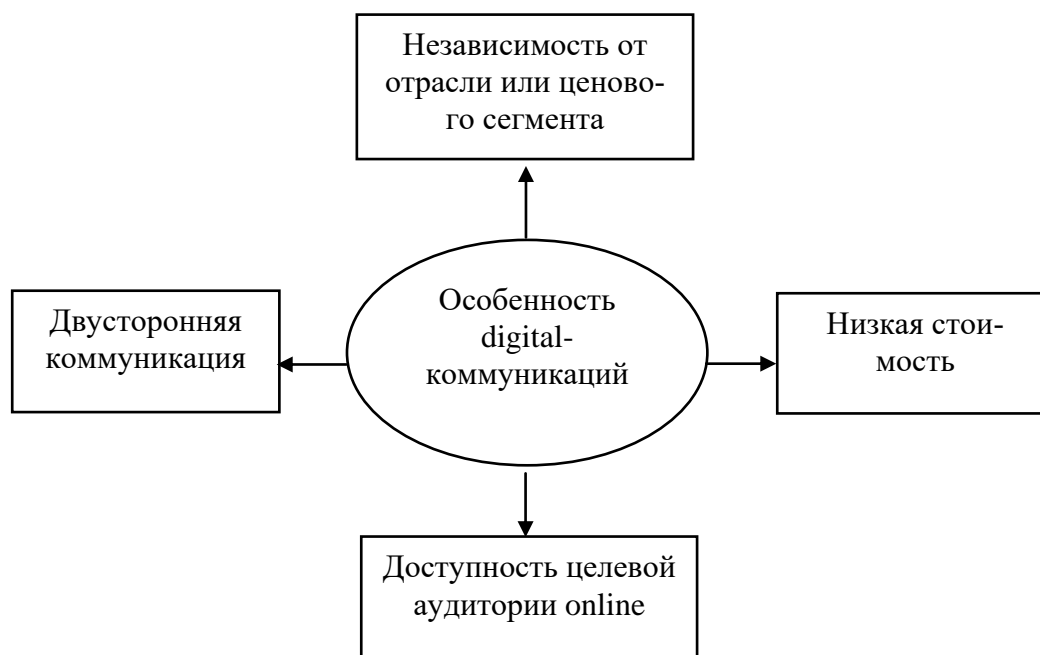 Независимость от
отрасли или ценово-
го сегмента
Двусторонняя
коммуникация
Особенность
digital-
коммуникаций
Низкая стои-
мость
Доступность целевой
аудитории online